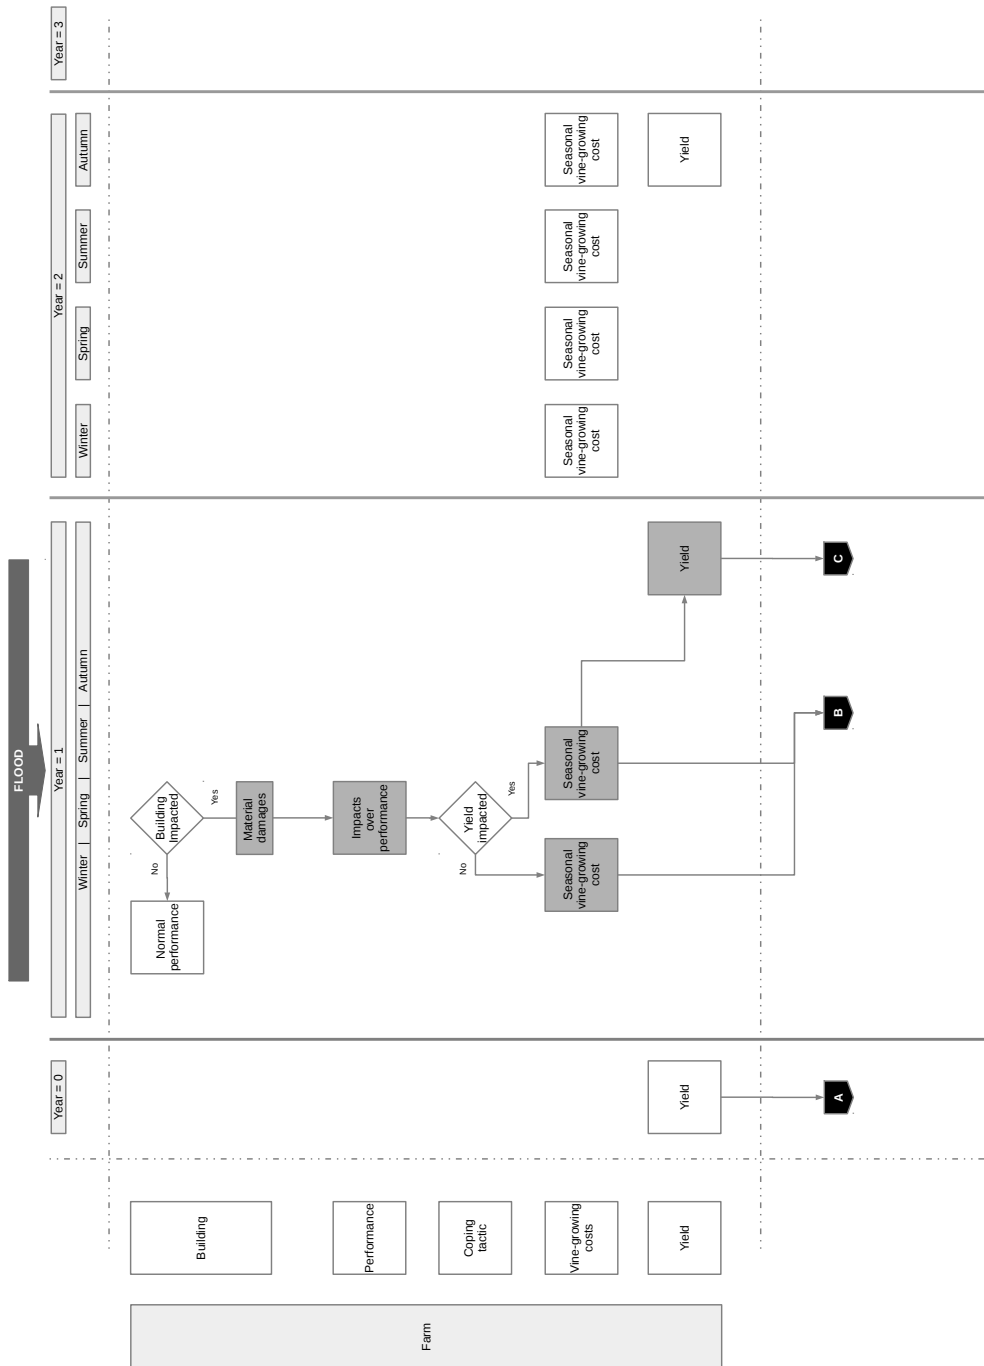 FLOOD
Year = 0
Year = 1
Year = 2
Year = 3
Winter | Spring | Summer | Autumn
Winter
Spring
Summer
Autumn
Farm
Building
Building
Impacted
No
Yes
Normal
performance
Material
damages
Performance
Impacts
over
performance
Coping
tactic
Yield
impacted
No
Yes
Vine-growing
costs
Seasonal
vine-growing
cost
Seasonal
vine-growing
cost
Seasonal
vine-growing
cost
Seasonal
vine-growing
cost
Seasonal
vine-growing
cost
Seasonal
vine-growing
cost
Yield
Yield
Yield
Yield
A
B
C